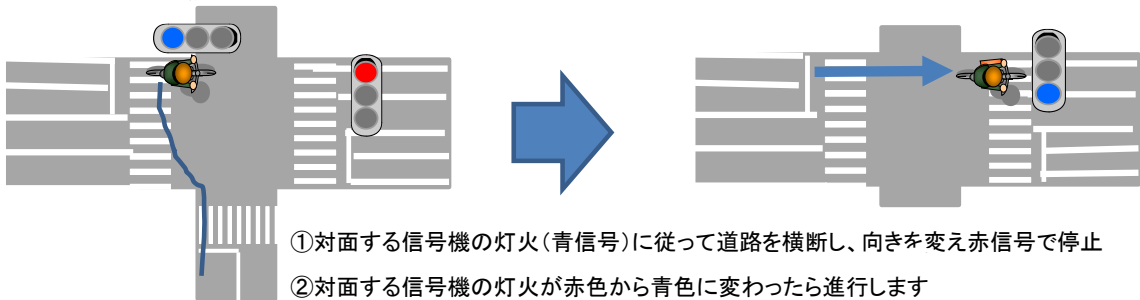 ①対面する信号機の灯火(青信号)に従って道路を横断し、向きを変え赤信号で停止
②対面する信号機の灯火が赤色から青色に変わったら進行します